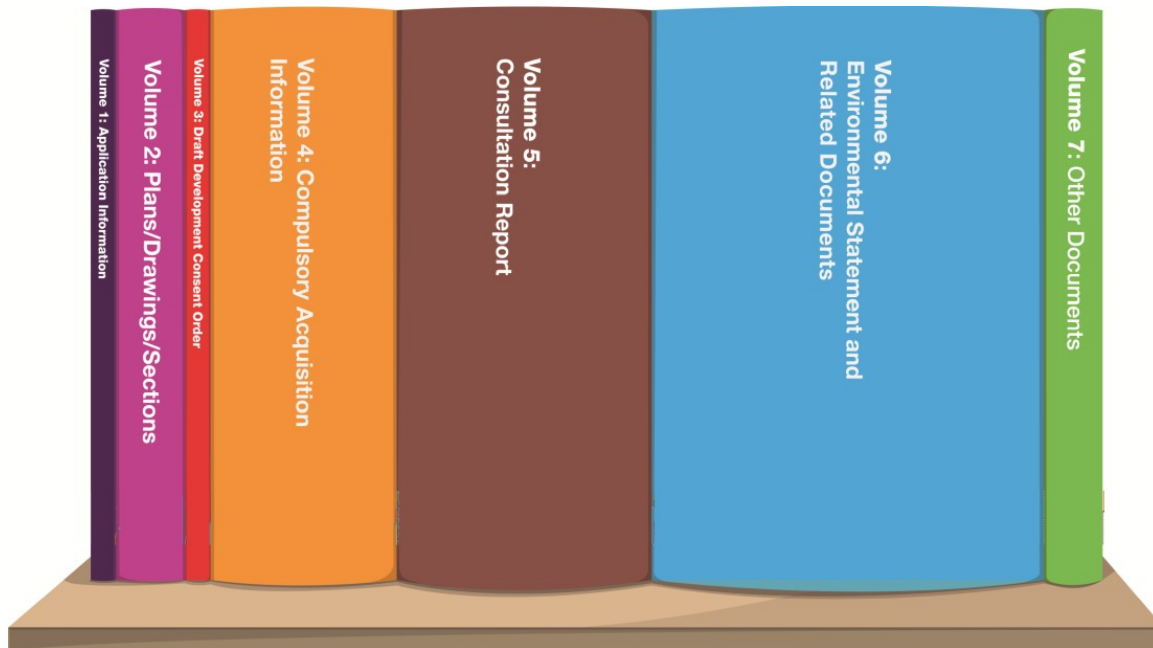 Volume 1: Application Information
Volume 2: Plans/Drawings/Sections
Volume 3: Draft Development Consent Order
Volume 4: Compulsory Acquisition
Information
Volume 5:
Consultation Report
Volume 6:
Environmental Statement and
Related Documents
Volume 7: Other Documents